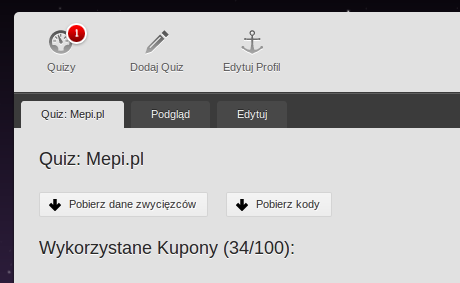 1
Quizy Dodaj Quiz Edytuj Profil
Quiz: Mepi.pl Podgląd Edytuj
Quiz: Mepi.pl
Pobierz dane zwycięzców Pobierz kody
Wykorzystane Kupony (34/100):